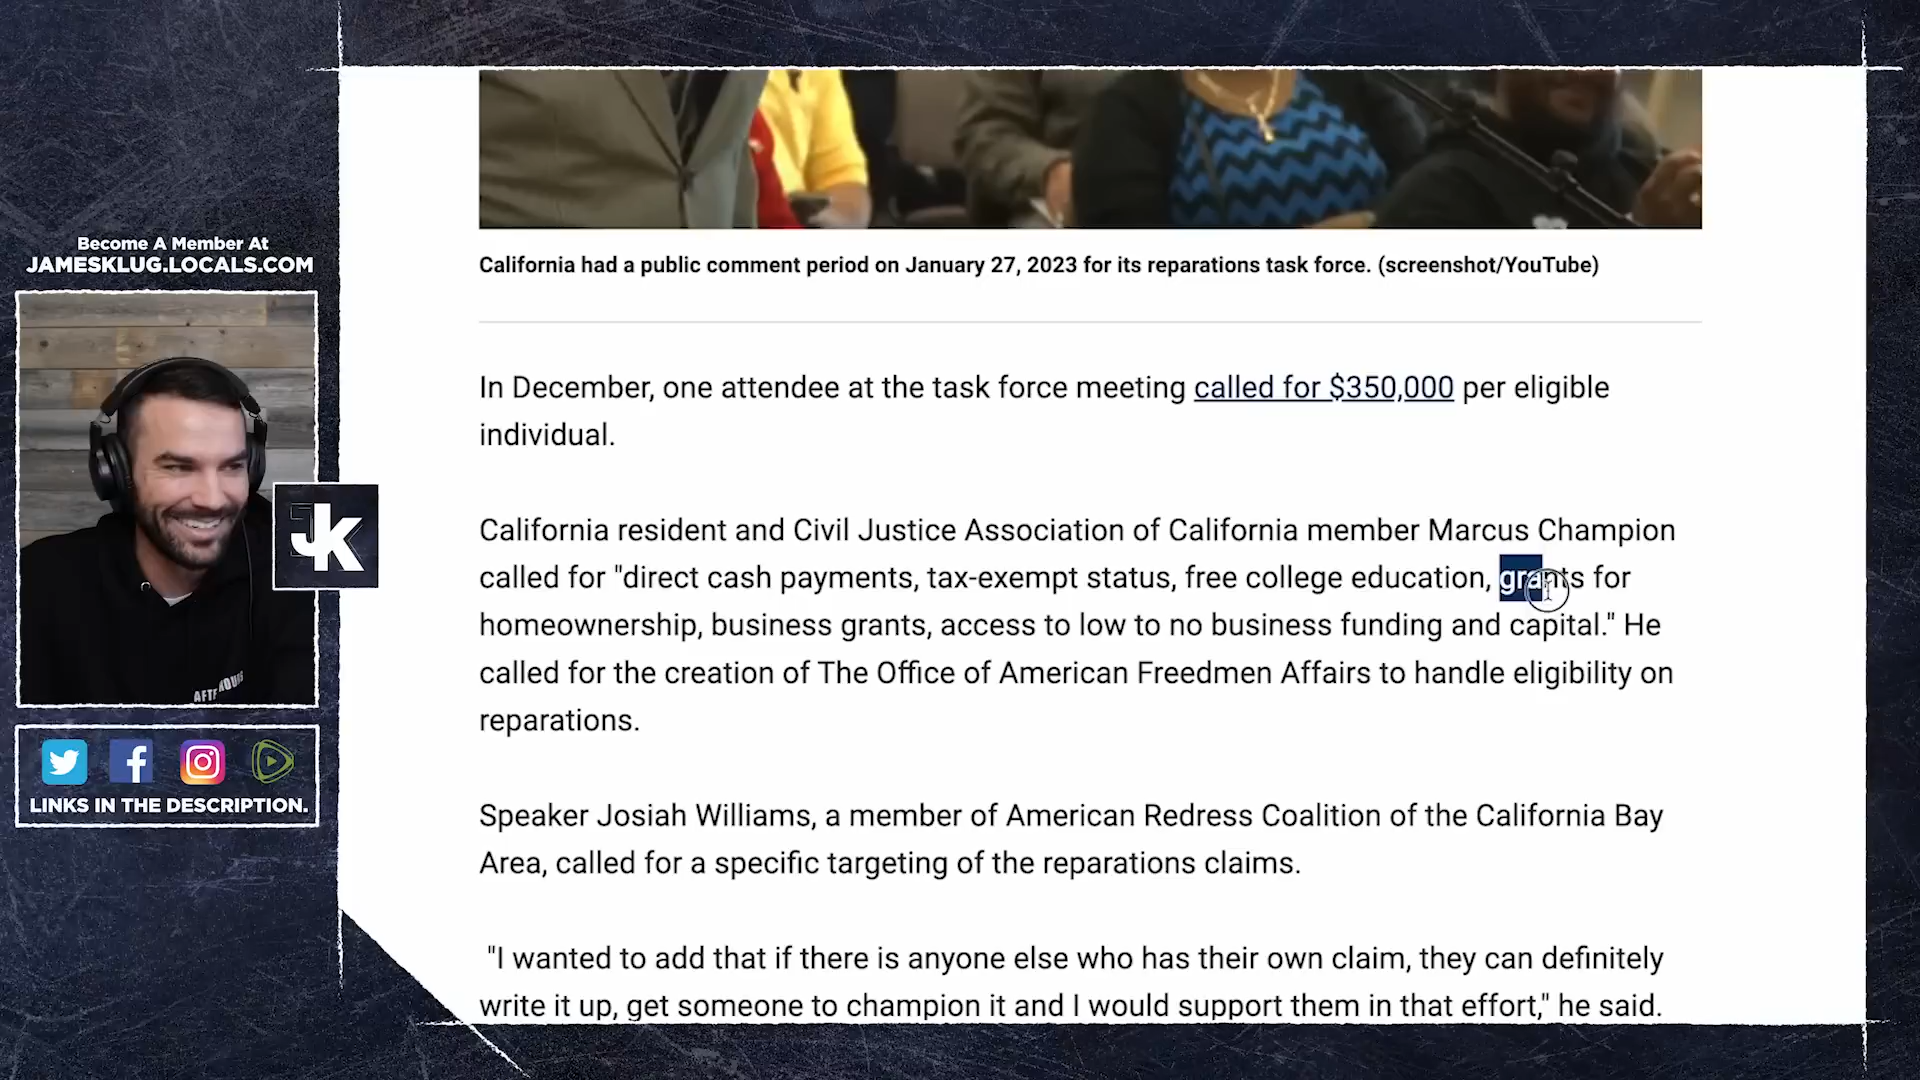 Become A Member At
JAMESKLUG.LOCALS.COM
AFTERHOURS
JK
LINKS IN THE DESCRIPTION.
California had a public comment period on January 27, 2023 for its reparations task force. (screenshot/YouTube)
In December, one attendee at the task force meeting called for $350,000 per eligible
individual.
California resident and Civil Justice Association of California member Marcus Champion
called for "direct cash payments, tax-exempt status, free college education, grants for
homeownership, business grants, access to low to no business funding and capital." He
called for the creation of The Office of American Freedmen Affairs to handle eligibility on
reparations.
Speaker Josiah Williams, a member of American Redress Coalition of the California Bay
Area, called for a specific targeting of the reparations claims.
"I wanted to add that if there is anyone else who has their own claim, they can definitely
write it up, get someone to champion it and I would support them in that effort," he said.